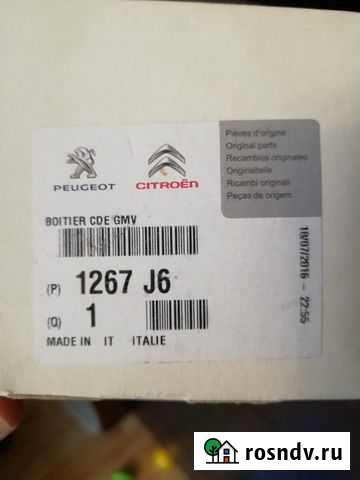 PEUGEOT
CITROËN
Pièces d'origine
Original parts
Recambios originales
Originalteile
Ricambi originali
Peças de origem
BOITIER CDE GMV
(P) 1267 J6
(Q) 1
MADE IN IT ITALIE
18/07/2016 - 22:55
rosndv.ru